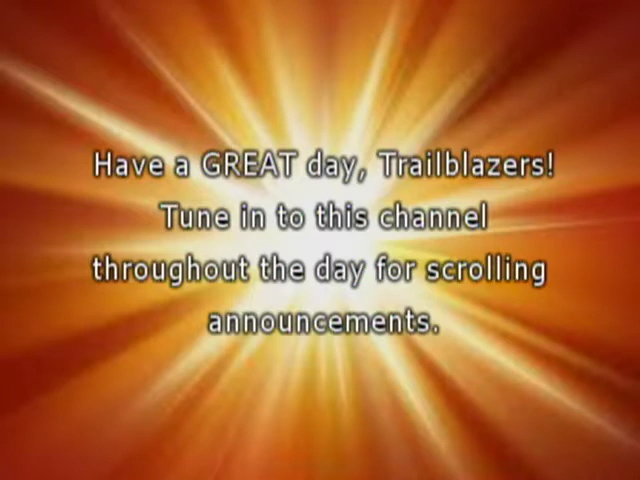 Have a GREAT day, Trailblazers!
Tune in to this channel
throughout the day for scrolling
announcements.